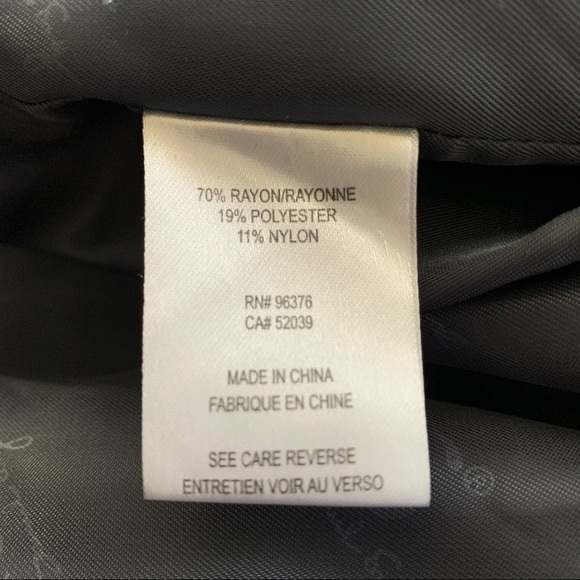 70% RAYON/RAYONNE
19% POLYESTER
11% NYLON
RN# 96376
CA# 52039
MADE IN CHINA
FABRIQUE EN CHINE
SEE CARE REVERSE
ENTRETIEN VOIR AU VERSO
®